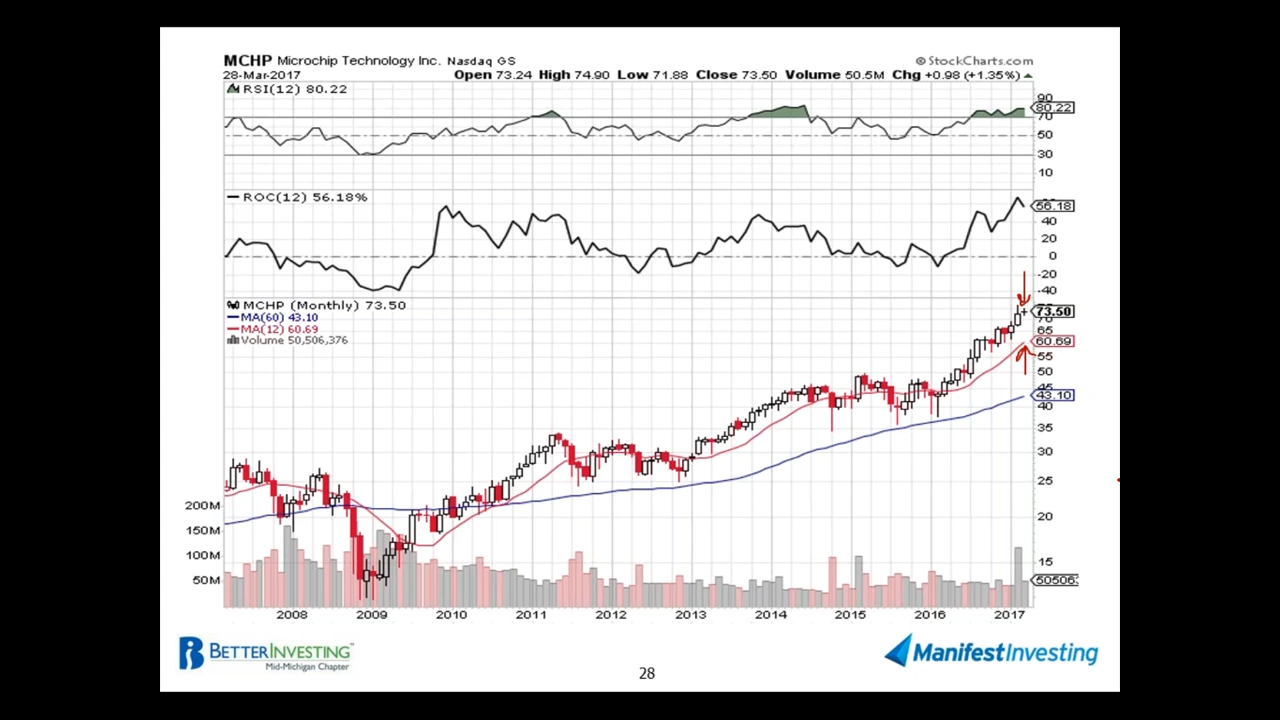 MCHP Microchip Technology Inc. Nasdaq GS
© StockCharts.com
28-Mar-2017
Open 73.24 High 74.90 Low 71.88 Close 73.50 Volume 50.5M Chg +0.98 (+1.35%)
RSI(12) 80.22
90
80.22
70
50
30
10
ROC(12) 56.18%
56.18
40
20
0
-20
-40
MCHP (Monthly) 73.50
MA(60) 43.10
MA(12) 60.69
Volume 50,506,376
73.50
65
60.69
55
50
45
43.10
40
35
30
25
20
15
200M
150M
100M
50M
50506
2008 2009 2010 2011 2012 2013 2014 2015 2016 2017
BETTERINVESTING™
Mid-Michigan Chapter
ManifestInvesting
28